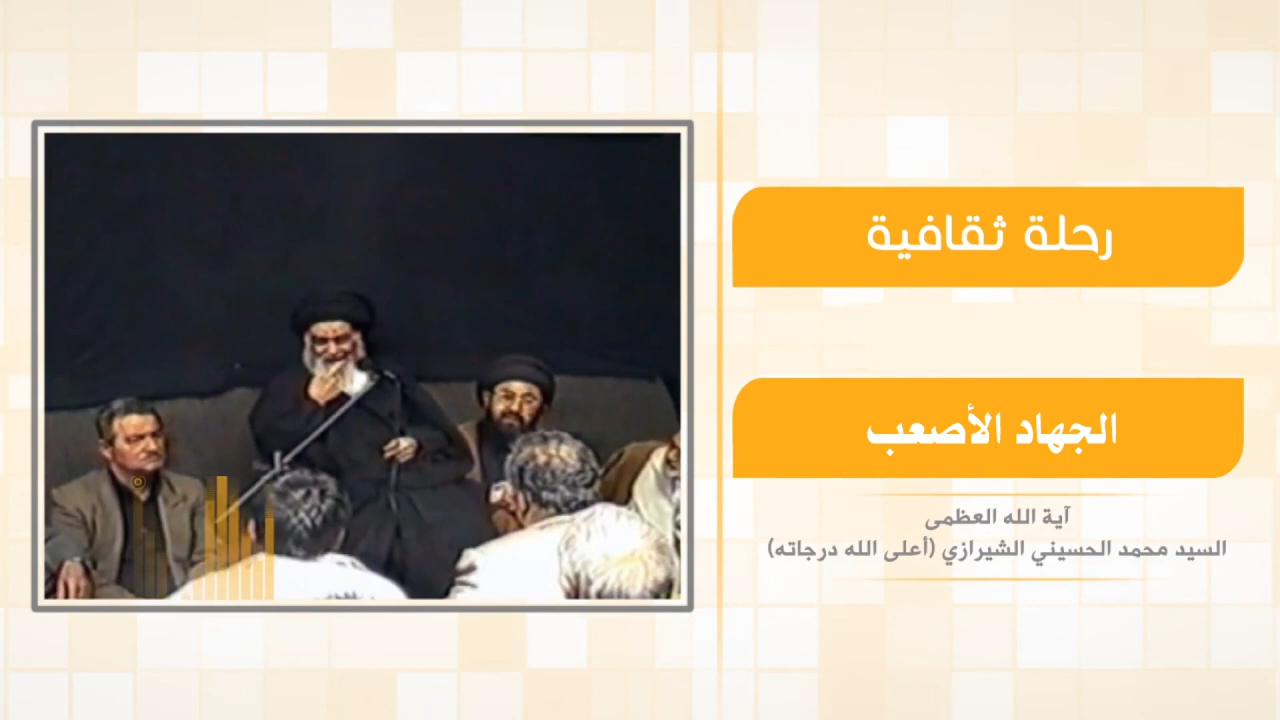 رحلة ثقافية
الجهاد الأصعب
آية الله العظمى
السيد محمد الحسيني الشيرازي (أعلى الله درجاته)